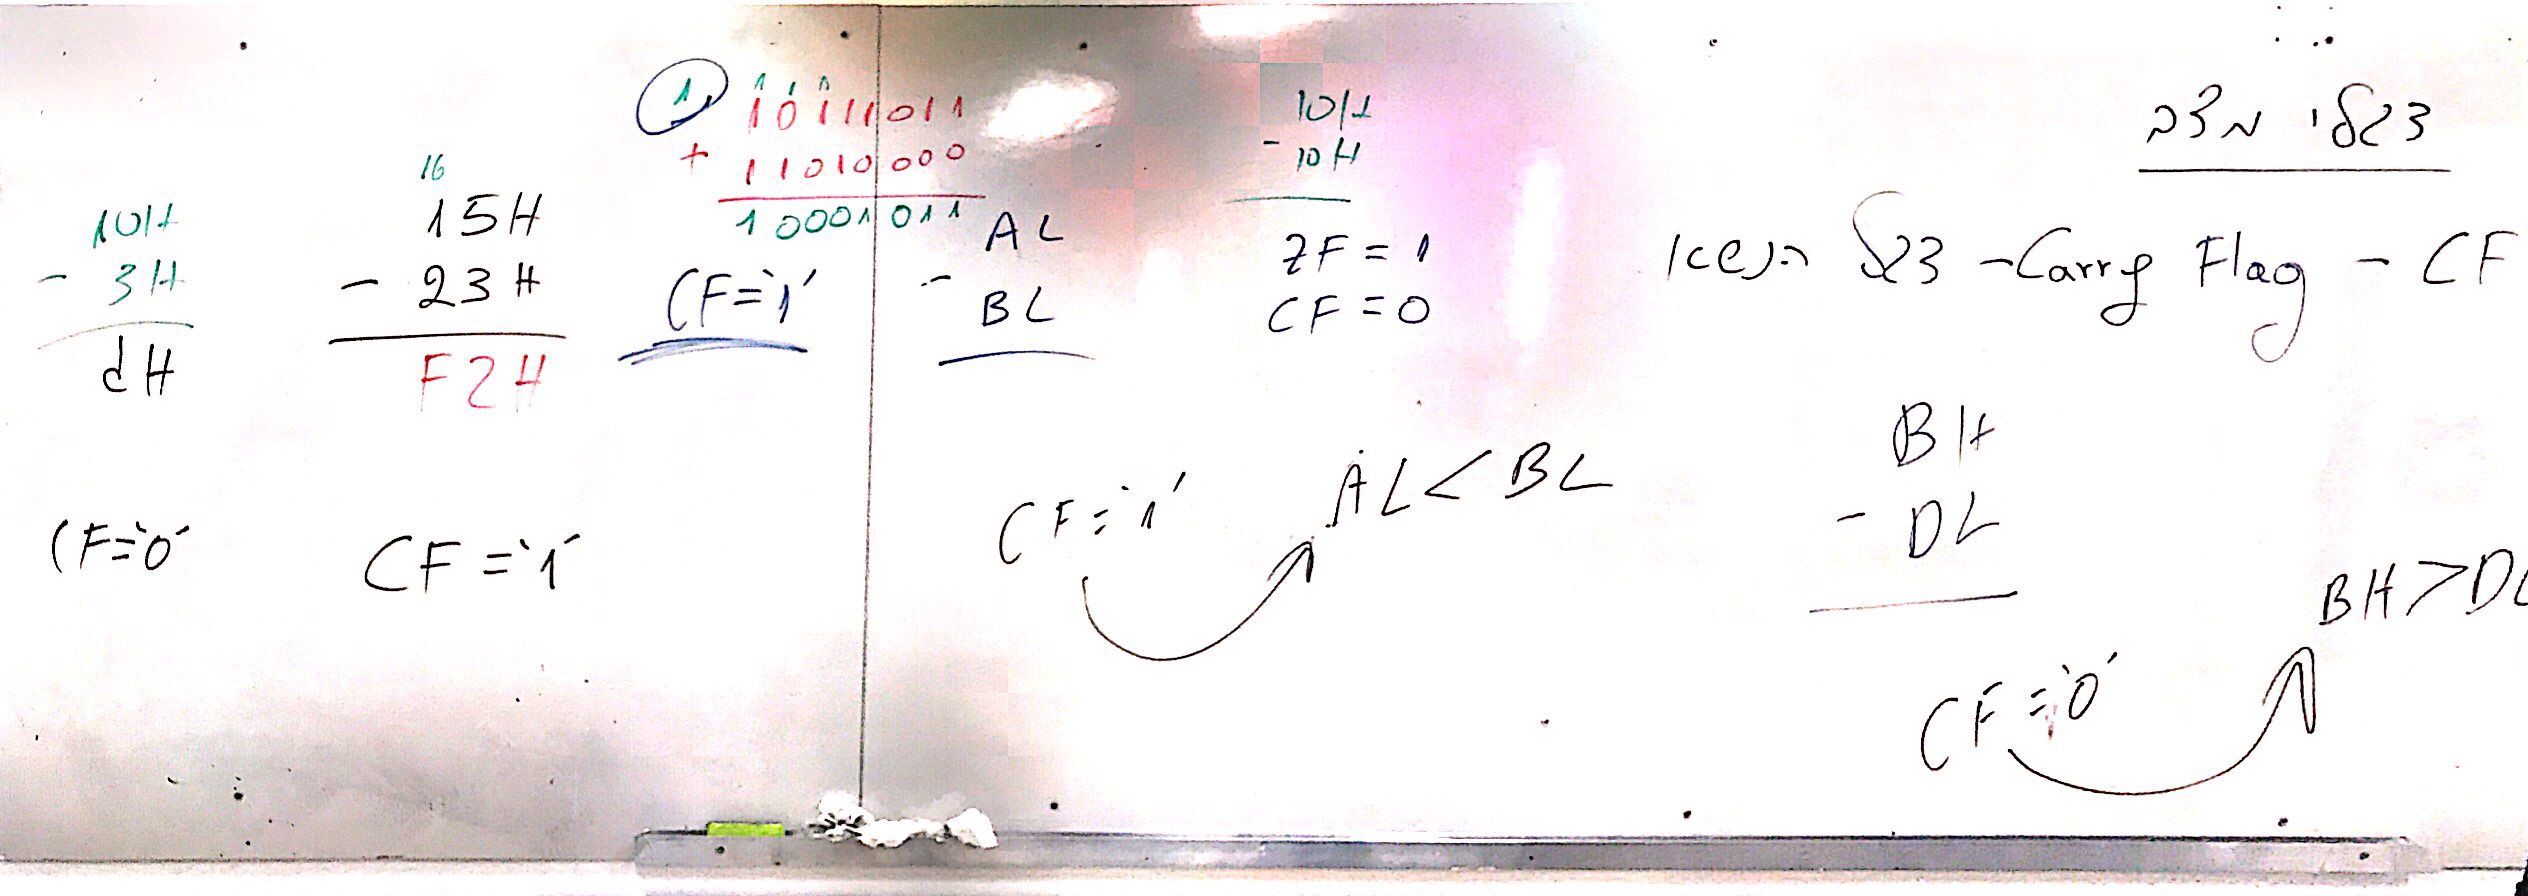 דגלי מצב
CF - Carry Flag - דגל הנשא
BH
- DL
BH > DL
CF = '0'
10H
- 10H
ZF = 1
CF = 0
AL
- BL
CF = '1'
AL < BL
1 1 1 1
10111011
+ 11010000
10001011
CF = '1'
16
15H
- 23H
F2H
CF = '1'
10H
- 3H
dH
CF = '0'